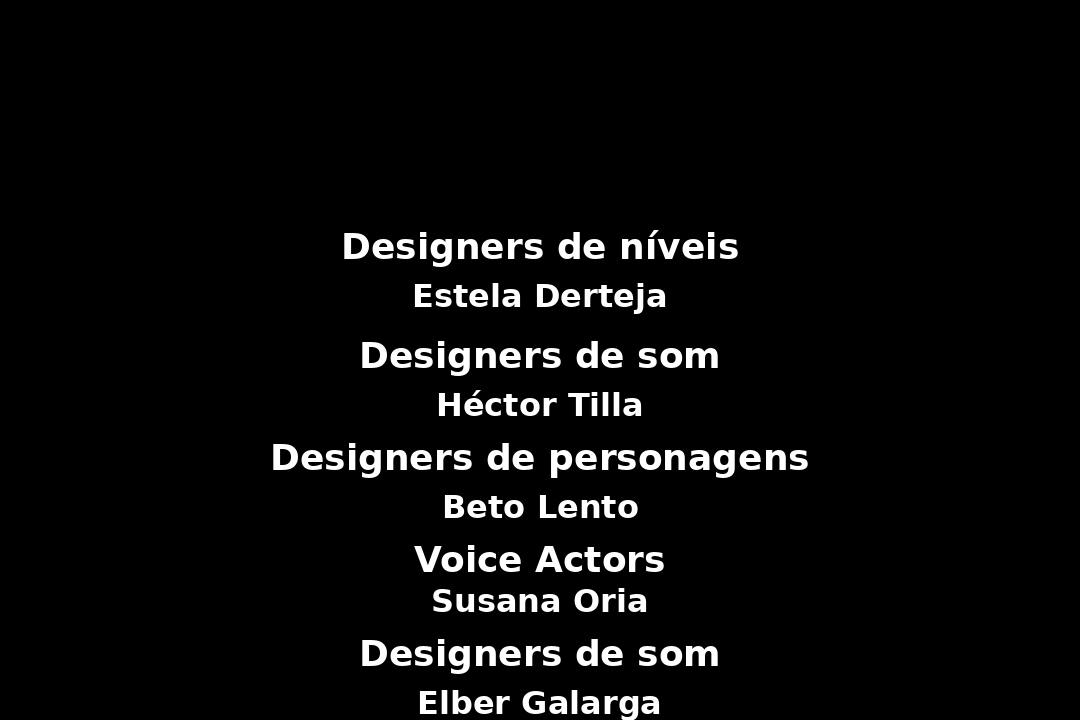 Designers de níveis
Estela Derteja
Designers de som
Héctor Tilla
Designers de personagens
Beto Lento
Voice Actors
Susana Oria
Designers de som
Elber Galarga